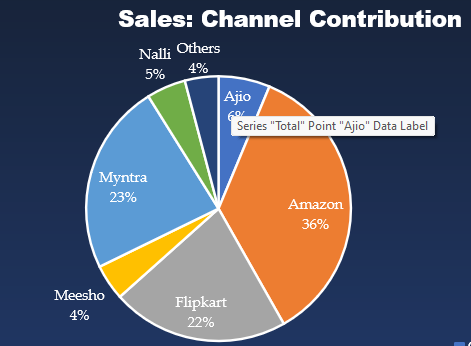 Sales: Channel Contribution
Others
4%
Nalli
5%
Ajio
6%
Series "Total" Point "Ajio" Data Label
Myntra
23%
Amazon
36%
Meesho
4%
Flipkart
22%